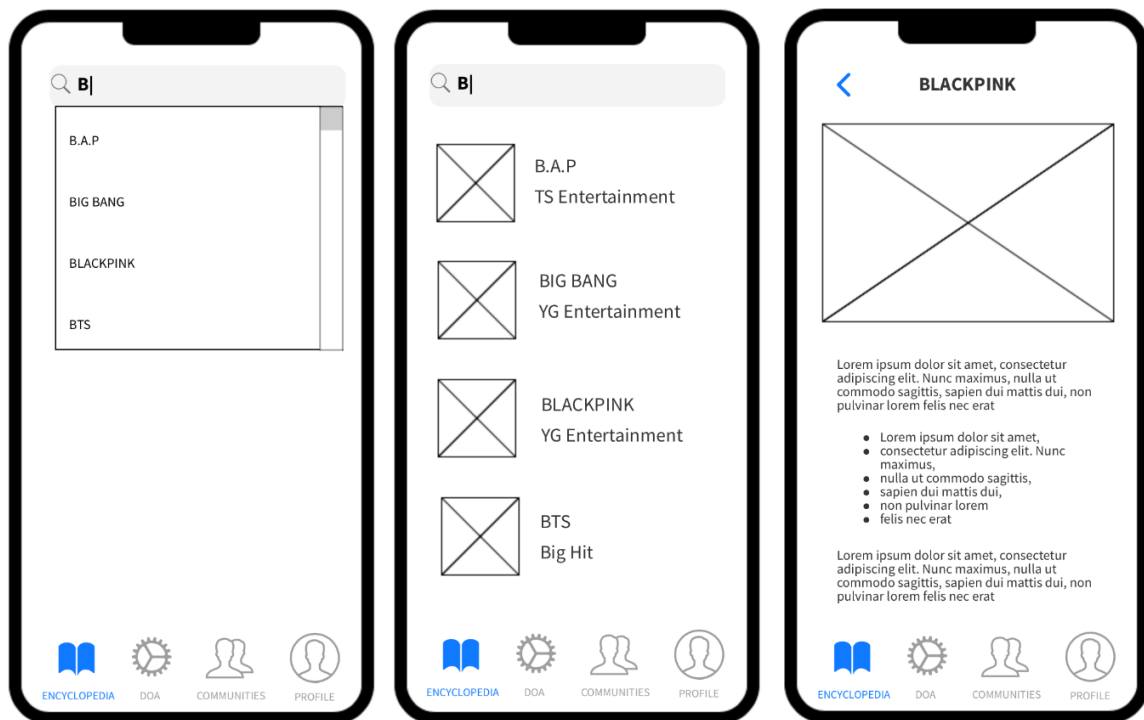 B
B.A.P
BIG BANG
BLACKPINK
BTS
ENCYCLOPEDIA
DOA
COMMUNITIES
PROFILE
B
B.A.P
TS Entertainment
BIG BANG
YG Entertainment
BLACKPINK
YG Entertainment
BTS
Big Hit
ENCYCLOPEDIA
DOA
COMMUNITIES
PROFILE
BLACKPINK
Lorem ipsum dolor sit amet, consectetur
adipiscing elit. Nunc maximus, nulla ut
commodo sagittis, sapien dui mattis dui, non
pulvinar lorem felis nec erat
● Lorem ipsum dolor sit amet,
● consectetur adipiscing elit. Nunc
maximus,
● nulla ut commodo sagittis,
● sapien dui mattis dui,
● non pulvinar lorem
● felis nec erat
Lorem ipsum dolor sit amet, consectetur
adipiscing elit. Nunc maximus, nulla ut
commodo sagittis, sapien dui mattis dui, non
pulvinar lorem felis nec erat
ENCYCLOPEDIA
DOA
COMMUNITIES
PROFILE